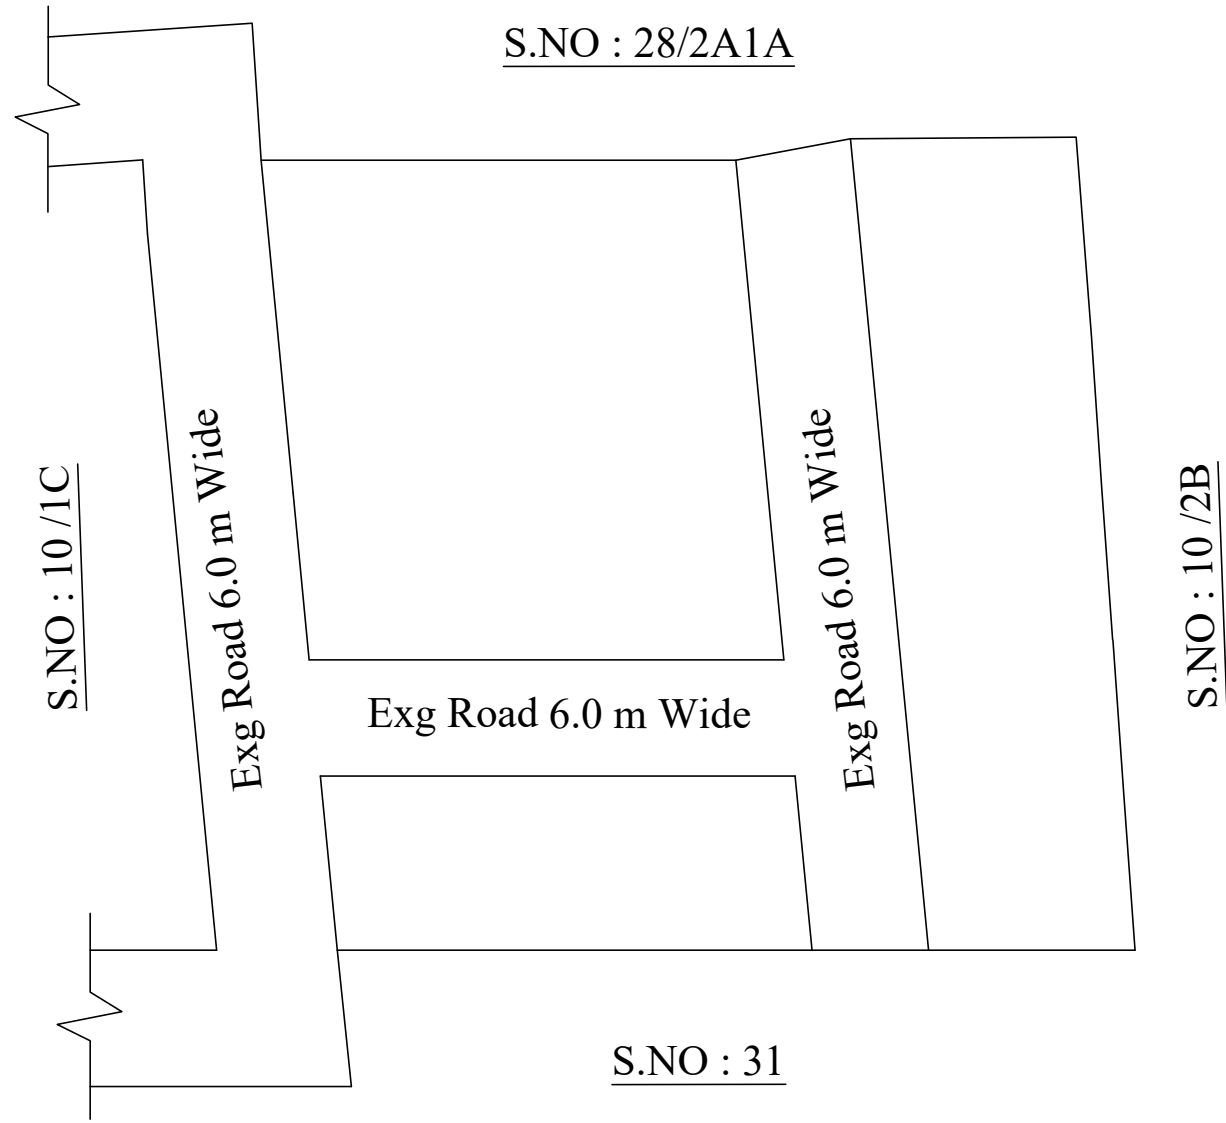 S.NO : 28/2A1A
S.NO : 10 /1C
Exg Road 6.0 m Wide
Exg Road 6.0 m Wide
Exg Road 6.0 m Wide
S.NO : 10 /2B
S.NO : 31